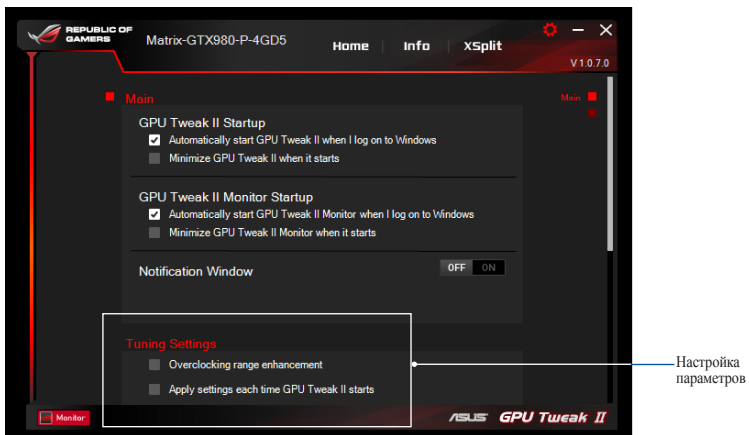 REPUBLIC OF
GAMERS
Matrix-GTX980-P-4GD5
Home
Info
XSplit
V 1.0.7.0
Main
Main
GPU Tweak II Startup
Automatically start GPU Tweak II when I log on to Windows
Minimize GPU Tweak II when it starts
GPU Tweak II Monitor Startup
Automatically start GPU Tweak II Monitor when I log on to Windows
Minimize GPU Tweak II Monitor when it starts
Notification Window
OFF ON
Tuning Settings
Overclocking range enhancement
Apply settings each time GPU Tweak II starts
Настройка
параметров
Monitor
ASUS GPU Tweak II